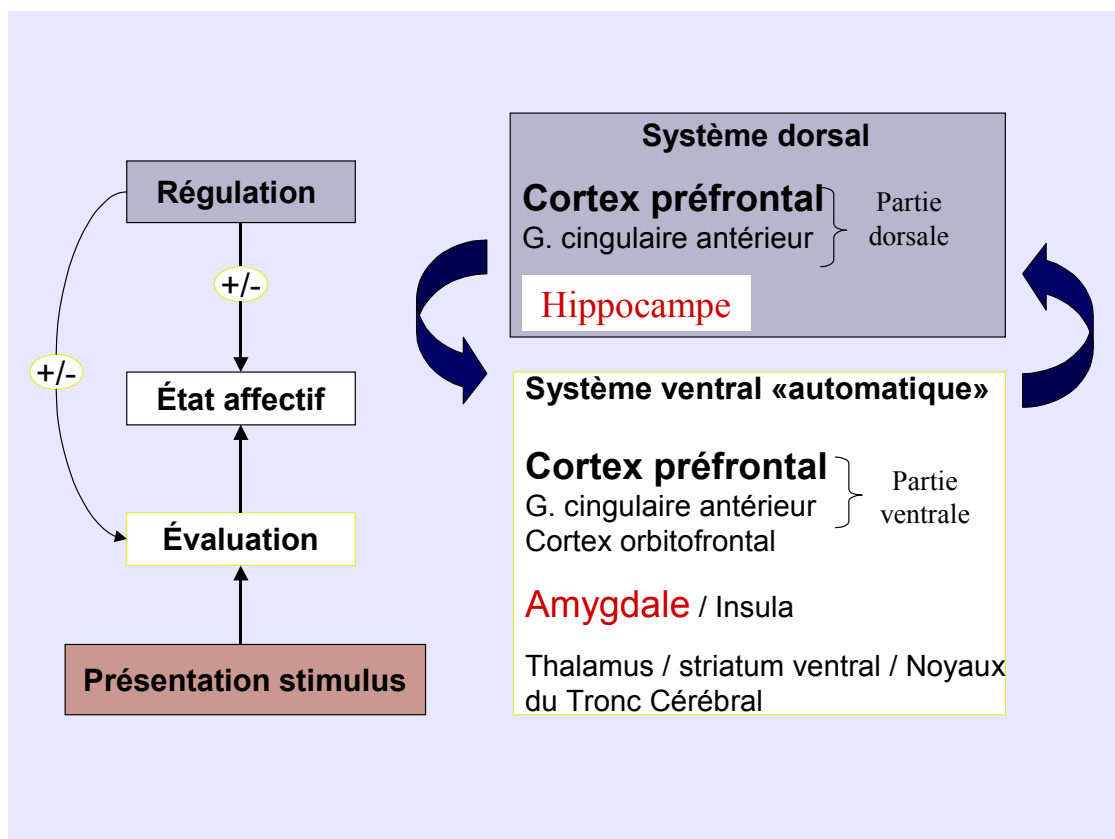 Régulation
+/-
+/-
État affectif
Évaluation
Présentation stimulus
Système dorsal
Cortex préfrontal
G. cingulaire antérieur
Partie
dorsale
Hippocampe
Système ventral «automatique»
Cortex préfrontal
G. cingulaire antérieur
Cortex orbitofrontal
Partie
ventrale
Amygdale / Insula
Thalamus / striatum ventral / Noyaux
du Tronc Cérébral